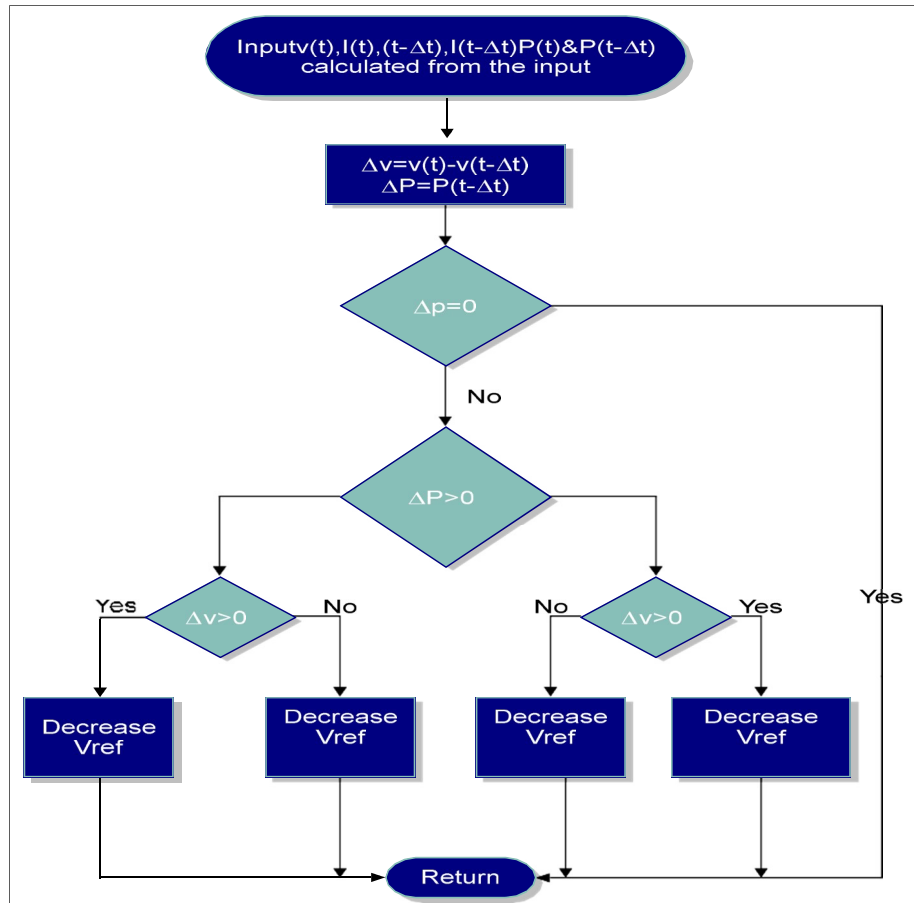 Inputv(t),I(t),(t-Δt),I(t-Δt)P(t)&P(t-Δt)
calculated from the input
Δv=v(t)-v(t-Δt)
ΔP=P(t-Δt)
Δp=0
No
ΔP>0
Yes
Δv>0
No
No
Δv>0
Yes
Yes
Decrease
Vref
Decrease
Vref
Decrease
Vref
Decrease
Vref
Return